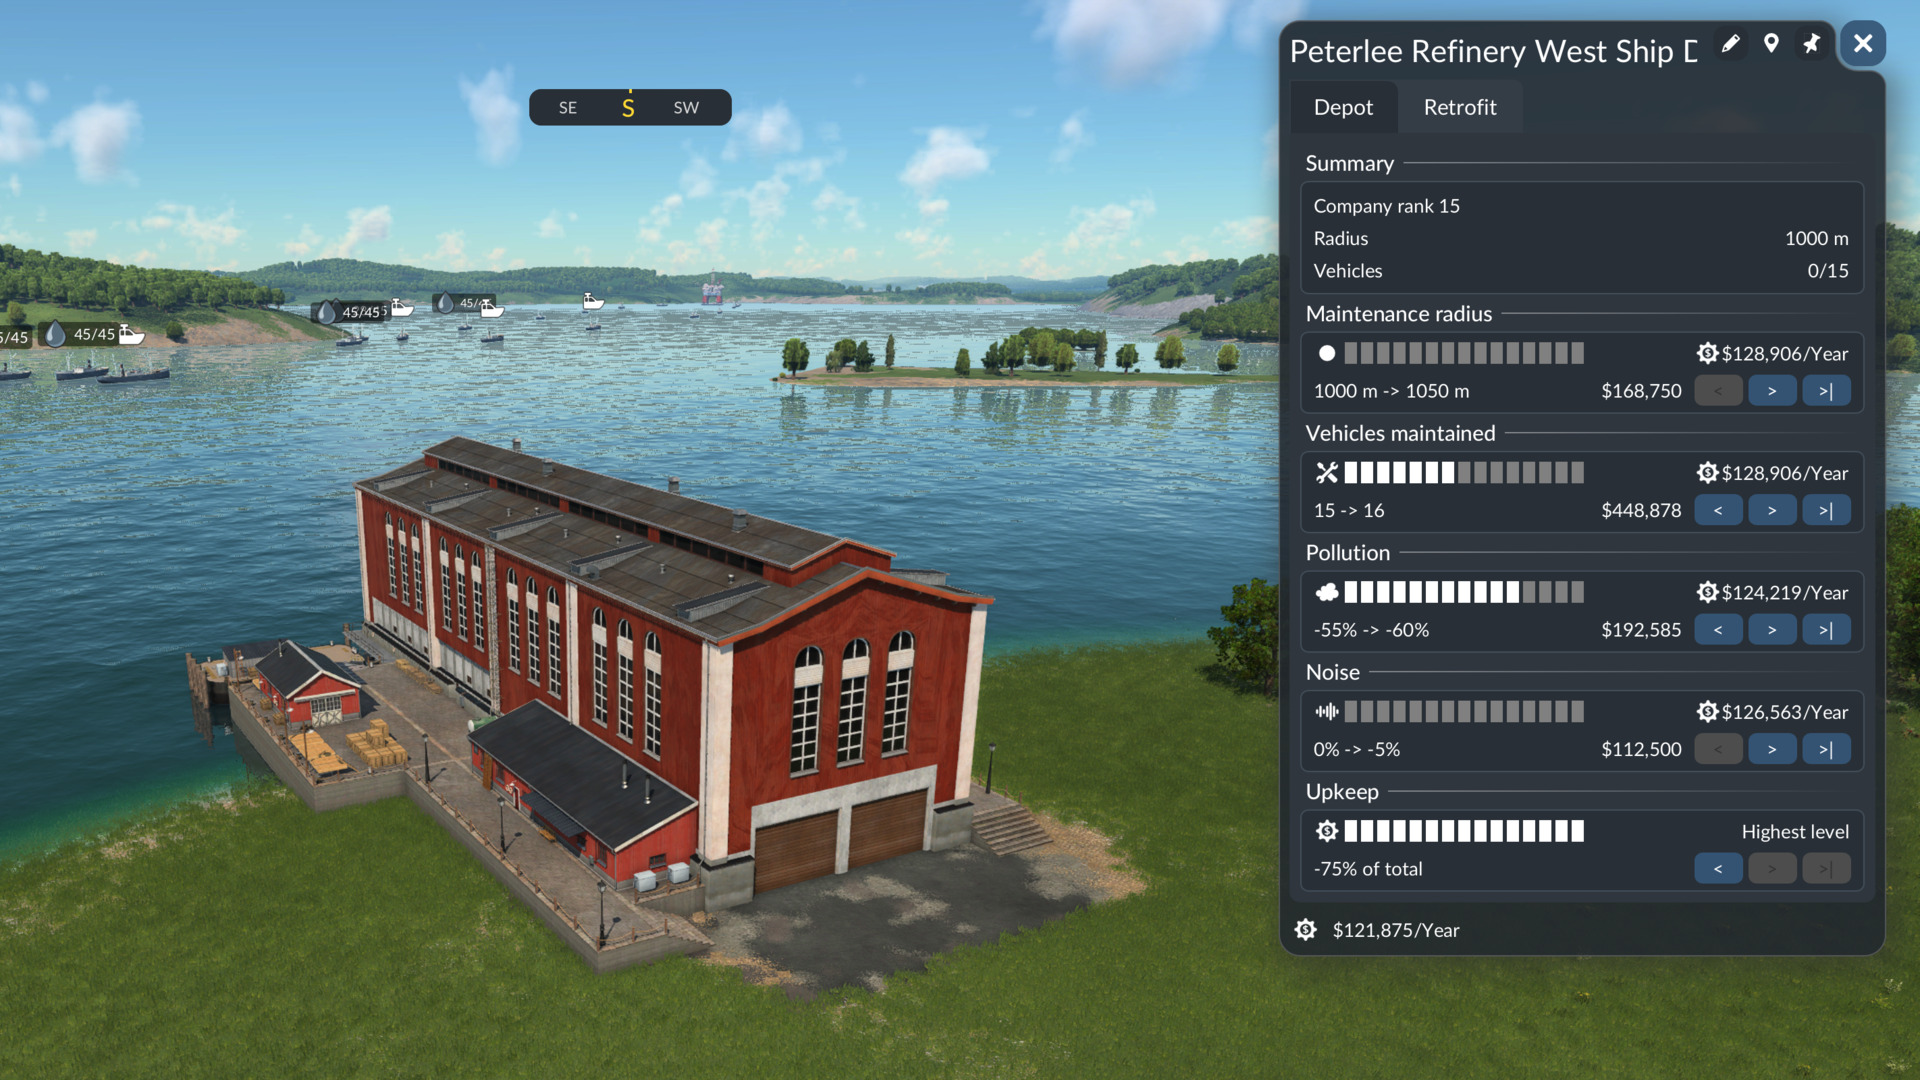 Peterlee Refinery West Ship D
SE S SW
Depot Retrofit
Summary
Company rank 15
Radius 1000 m
Vehicles 0/15
Maintenance radius
$128,906/Year
1000 m -> 1050 m $168,750 < > >|
Vehicles maintained
$128,906/Year
15 -> 16 $448,878 < > >|
Pollution
$124,219/Year
-55% -> -60% $192,585 < > >|
Noise
$126,563/Year
0% -> -5% $112,500 < > >|
Upkeep
Highest level
-75% of total < > >|
$121,875/Year
45/45
45/
5/45
45/45